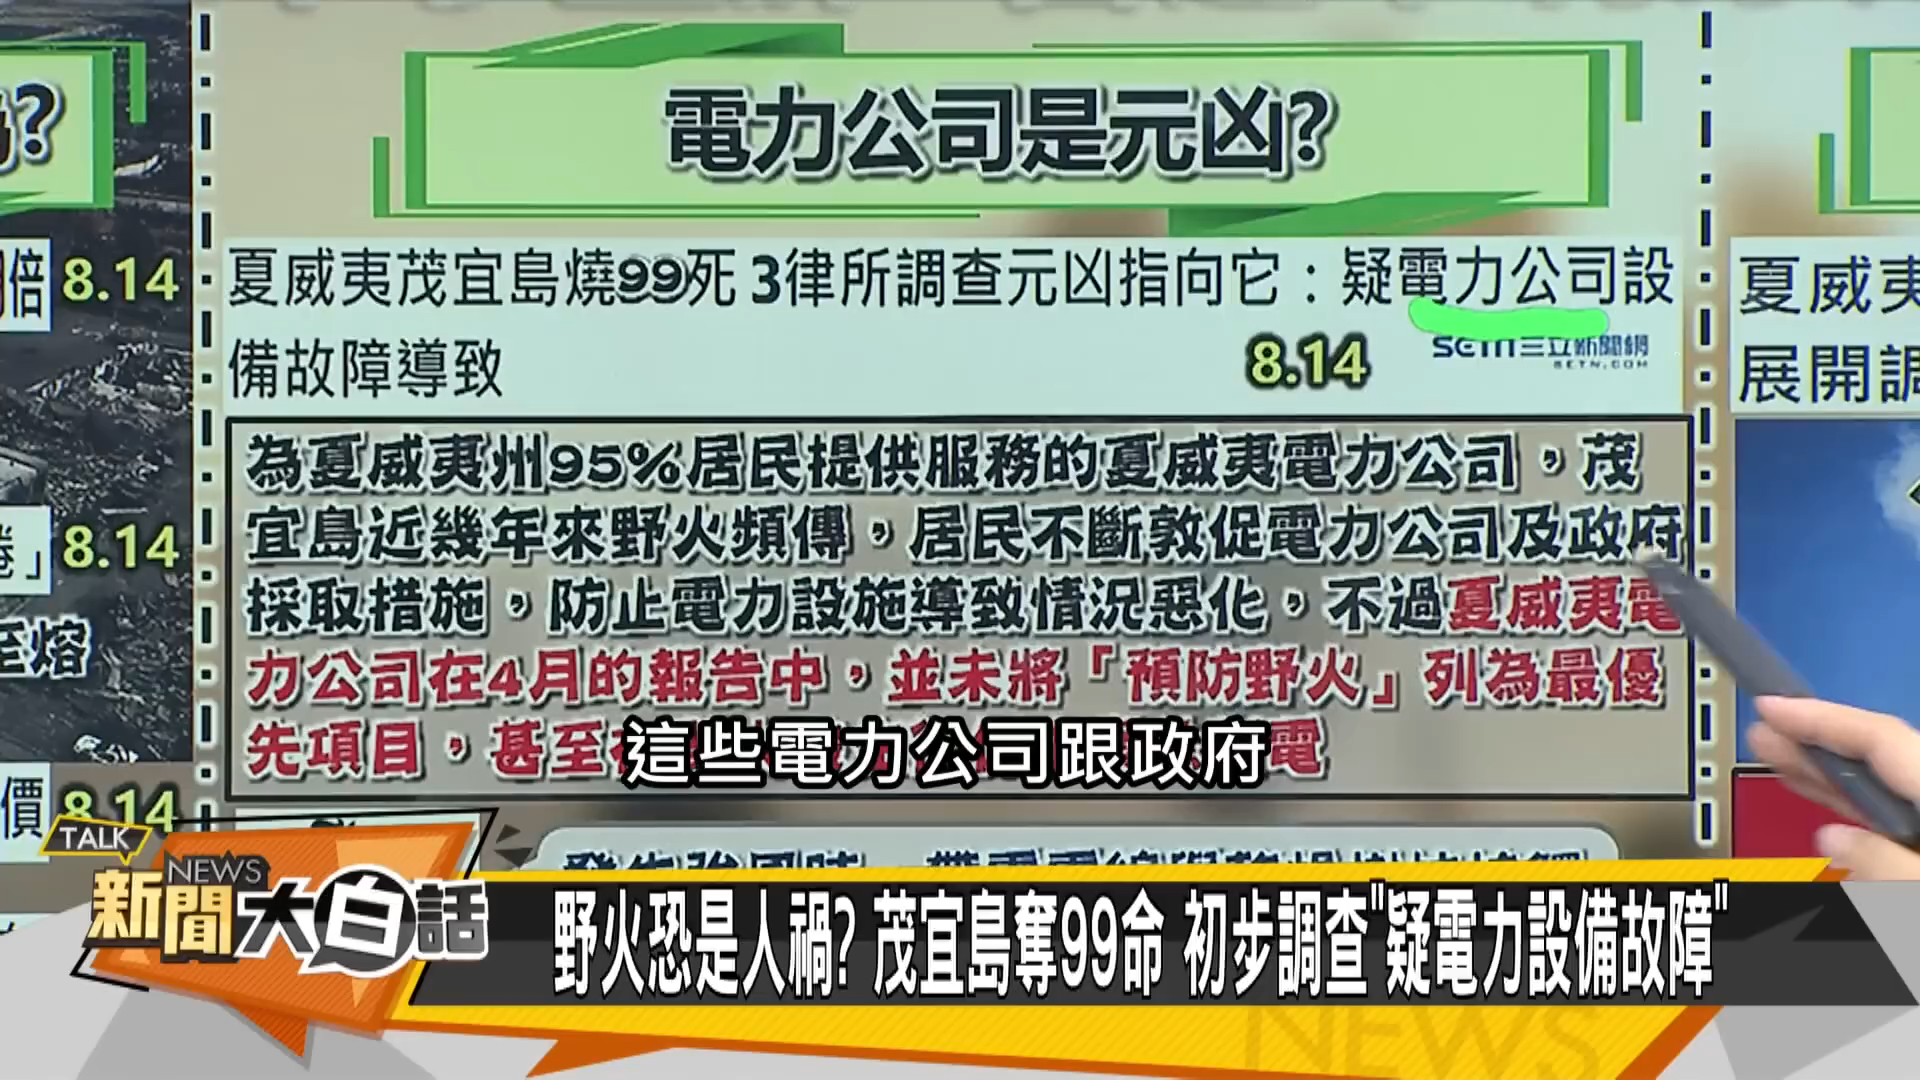 電力公司是元凶?
夏威夷茂宜島燒99死 3律所調查元凶指向它：疑電力公司設
備故障導致
8.14
SETN三立新聞網
SETN.COM
為夏威夷州95%居民提供服務的夏威夷電力公司，茂
宜島近幾年來野火頻傳，居民不斷敦促電力公司及政府
採取措施，防止電力設施導致情況惡化，不過夏威夷電
力公司在4月的報告中，並未將「預防野火」列為最優
先項目，甚至
電
這些電力公司跟政府
倍 8.14
」 8.14
至熔
價 8.14
夏威夷
展開調
TALK
NEWS
新聞大白話
野火恐是人禍? 茂宜島奪99命 初步調查"疑電力設備故障"
NEWS